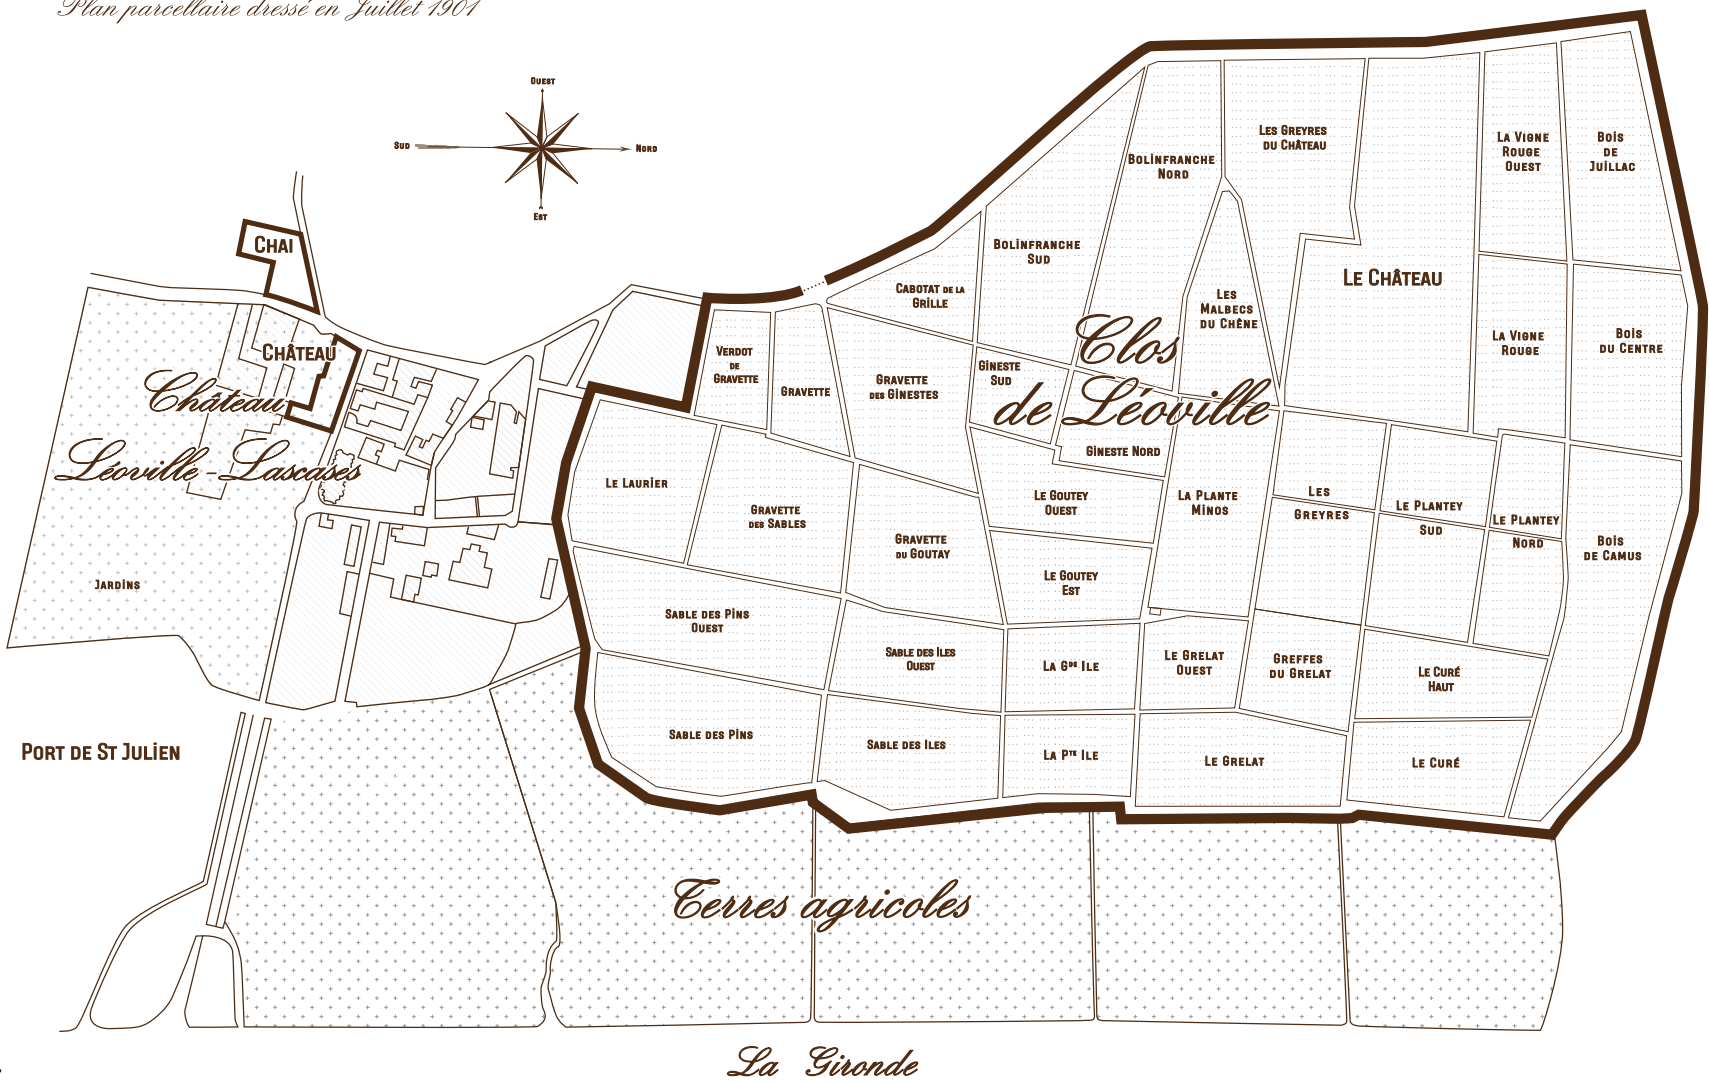 Plan parcellaire dressé en Juillet 1901
Ouest
Sud
Nord
Est
Chai
Château
Château
Léoville-Lascases
Jardins
Port de St Julien
Clos
de Léoville
Les Greyres
du Château
La Vigne
Rouge
Ouest
Bois
de
Juillac
Bolinfranche
Nord
Bolinfranche
Sud
Cabotat de la
Grille
Les
Malbecs
du Chêne
Le Château
La Vigne
Rouge
Bois
du Centre
Verdot
de
Gravette
Gravette
Gravette
des Ginestes
Gineste
Sud
Gineste Nord
Le Laurier
Gravette
des Sables
Gravette
du Goutay
Le Goutey
Ouest
La Plante
Minos
Les
Greyres
Le Plantey
Sud
Le Plantey
Nord
Bois
de Camus
Le Goutey
Est
Sable des Pins
Ouest
Sable des Iles
Ouest
La Gde Ile
Le Grelat
Ouest
Greffes
du Grelat
Le Curé
Haut
Sable des Pins
Sable des Iles
La Pte Ile
Le Grelat
Le Curé
Terres agricoles
La Gironde